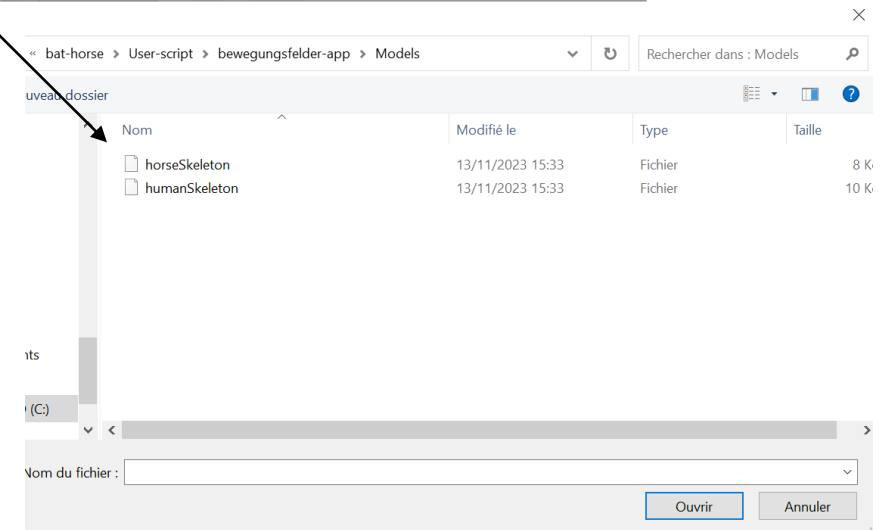 « bat-horse > User-script > bewegungsfelder-app > Models
Rechercher dans : Models
uveau dossier
Nom Modifié le Type Taille
horseSkeleton 13/11/2023 15:33 Fichier 8 K
humanSkeleton 13/11/2023 15:33 Fichier 10 K
nts
(C:)
Nom du fichier :
Ouvrir Annuler